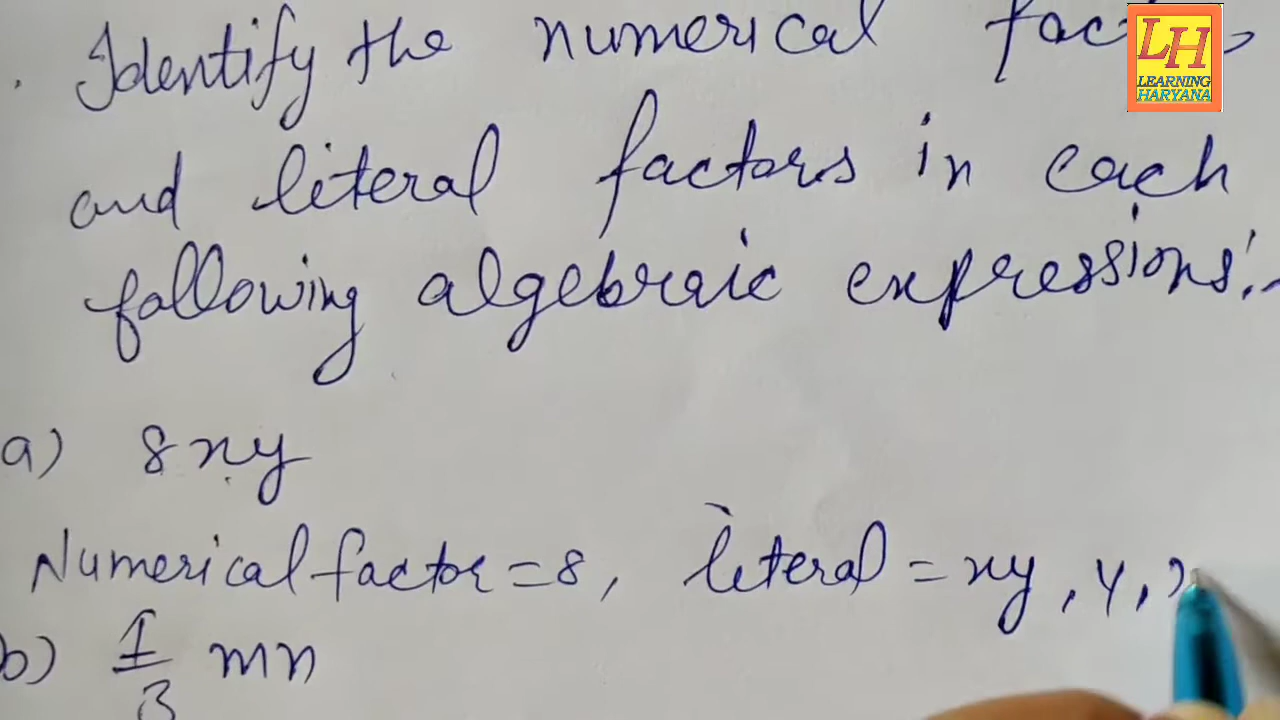 Identify the numerical
and literal factors in each
following algebraic expressions:-
a) 8xy
Numerical factor = 8, literal = xy, y,
b) 1/3 mn
LH
LEARNING
HARYANA